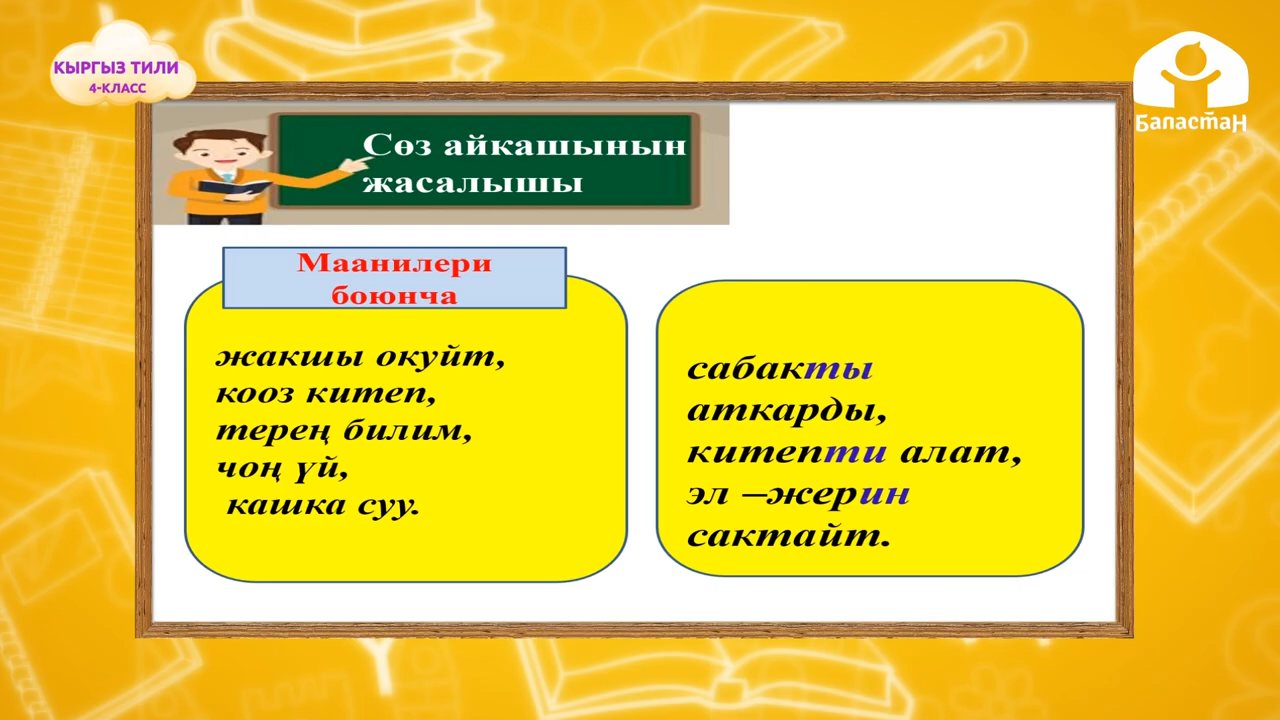 КЫРГЫЗ ТИЛИ
4-КЛАСС
Баластан
Сөз айкашынын
жасалышы
Маанилери
боюнча
жакшы окуйт,
кооз китеп,
терең билим,
чоң үй,
кашка суу.
сабакты
аткарды,
китепти алат,
эл –жерин
сактайт.